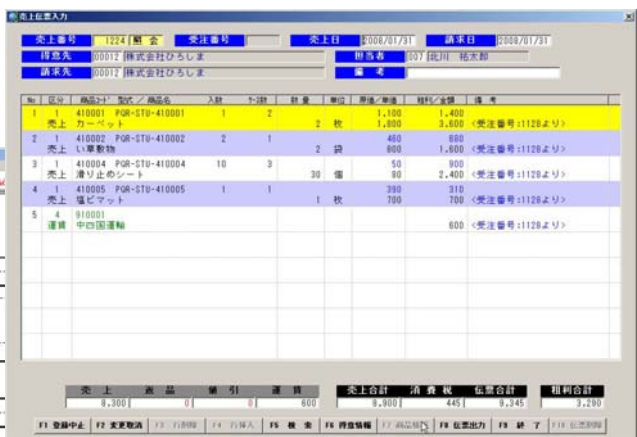 売上伝票入力
売上番号 1224 照会 受注番号 売上日 2008/01/31 請求日 2008/01/31
得意先 00012 株式会社ひろしま 担当者 007 北川 祐太郎
請求先 00012 株式会社ひろしま 備考
No 区分 商品コード 型式 / 商品名 入数 ケース数 数量 単位 原価/単価 粗利/金額 備考
1 1 410001 PQR-STU-410001 1 2 1,100 1,400
売上 カーペット 2 枚 1,800 3,600 <受注番号:1128より>
2 1 410002 PQR-STU-410002 2 1 460 680
売上 い草敷物 2 袋 800 1,600 <受注番号:1128より>
3 1 410004 PQR-STU-410004 10 3 50 900
売上 滑り止めシート 30 個 80 2,400 <受注番号:1128より>
4 1 410005 PQR-STU-410005 1 1 390 310
売上 塩ビマット 1 枚 700 700 <受注番号:1128より>
5 4 910001
運賃 中四国運輸 600 <受注番号:1128より>
売上 返品 値引 運賃 売上合計 消費税 伝票合計 粗利合計
8,300 0 0 600 8,900 445 9,345 3,290
F1 登録中止 F2 変更取消 F3 行削除 F4 行挿入 F5 検索 F6 得意情報 F7 商品情 F8 伝票出力 F9 終了 F10 伝票削除